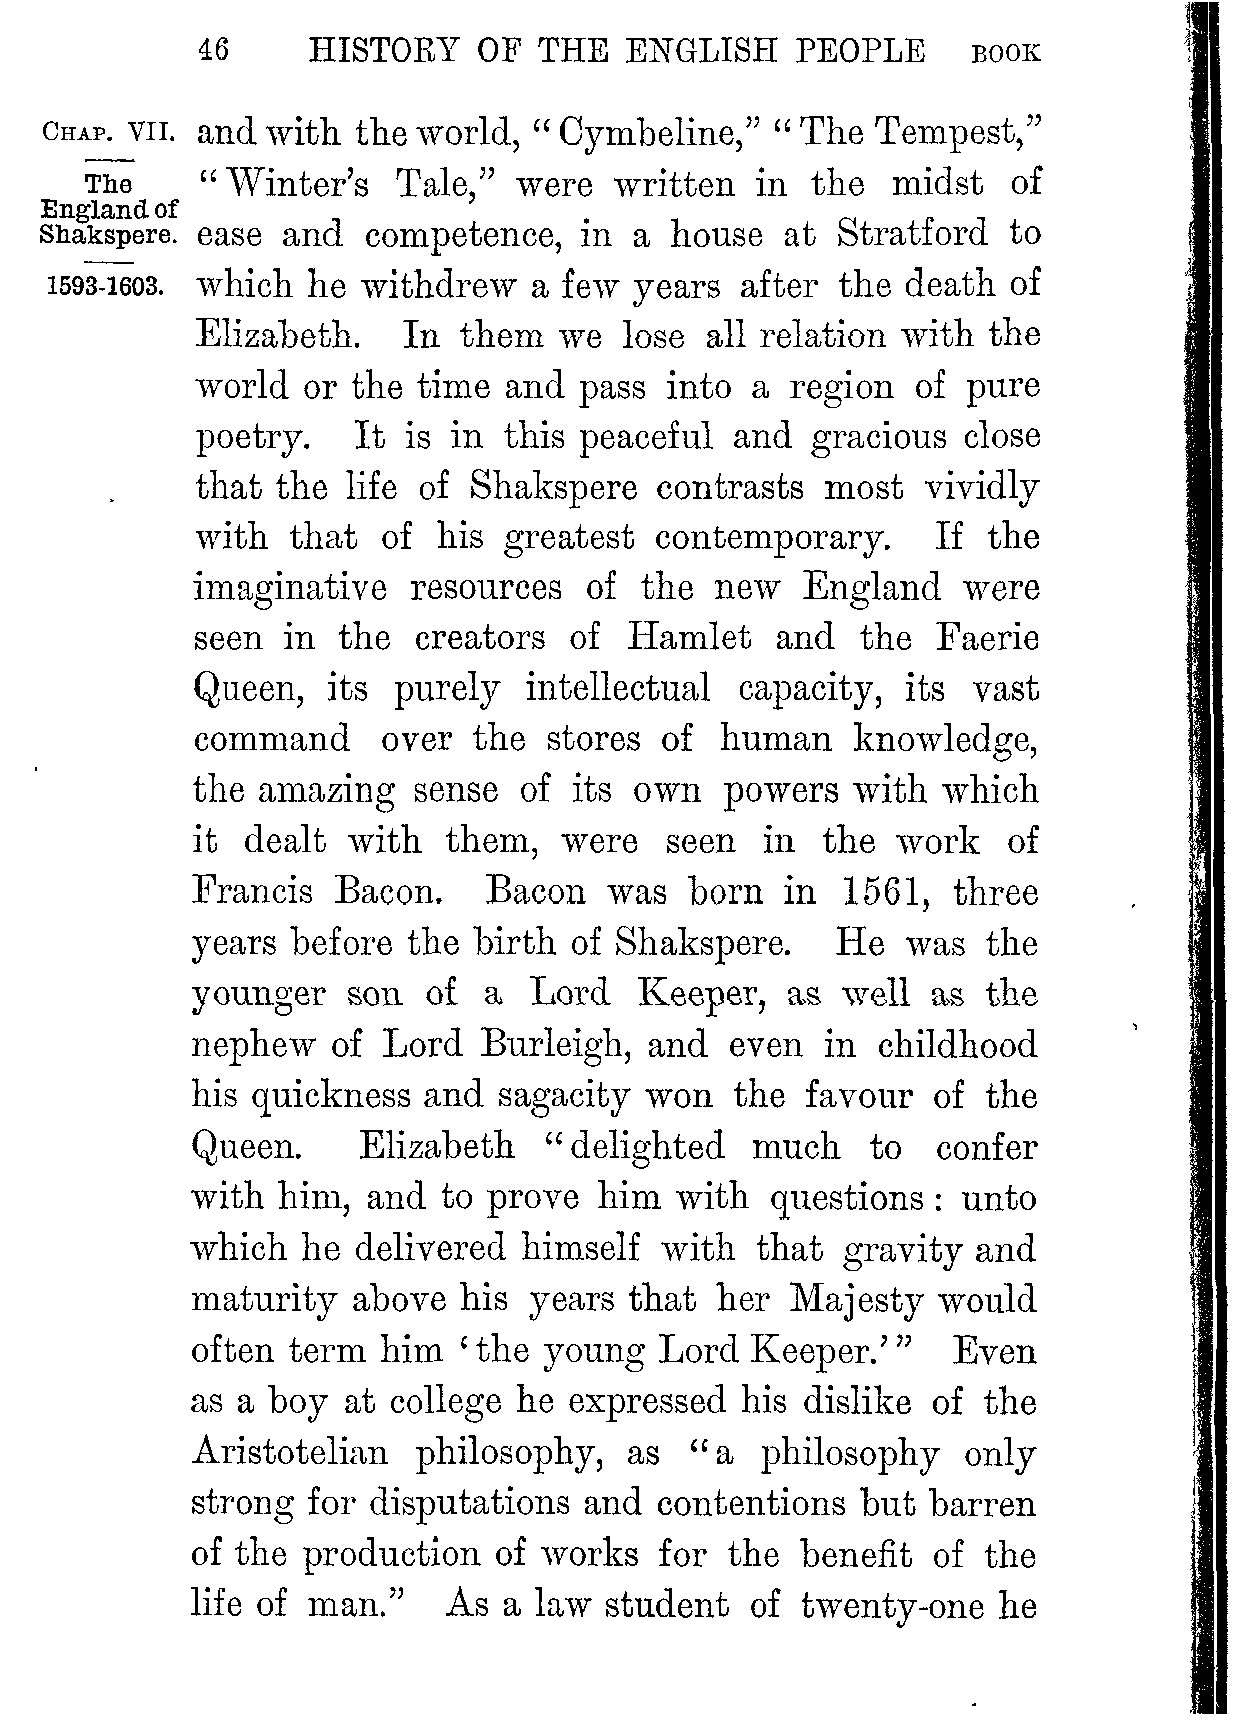 46 HISTORY OF THE ENGLISH PEOPLE BOOK
CHAP. VII.
The
England of
Shakspere.
1593-1603.
and with the world, “Cymbeline,” “The Tempest,”
“Winter's Tale,” were written in the midst of
ease and competence, in a house at Stratford to
which he withdrew a few years after the death of
Elizabeth. In them we lose all relation with the
world or the time and pass into a region of pure
poetry. It is in this peaceful and gracious close
that the life of Shakspere contrasts most vividly
with that of his greatest contemporary. If the
imaginative resources of the new England were
seen in the creators of Hamlet and the Faerie
Queen, its purely intellectual capacity, its vast
command over the stores of human knowledge,
the amazing sense of its own powers with which
it dealt with them, were seen in the work of
Francis Bacon. Bacon was born in 1561, three
years before the birth of Shakspere. He was the
younger son of a Lord Keeper, as well as the
nephew of Lord Burleigh, and even in childhood
his quickness and sagacity won the favour of the
Queen. Elizabeth “delighted much to confer
with him, and to prove him with questions: unto
which he delivered himself with that gravity and
maturity above his years that her Majesty would
often term him ‘the young Lord Keeper.’” Even
as a boy at college he expressed his dislike of the
Aristotelian philosophy, as “a philosophy only
strong for disputations and contentions but barren
of the production of works for the benefit of the
life of man.” As a law student of twenty-one he